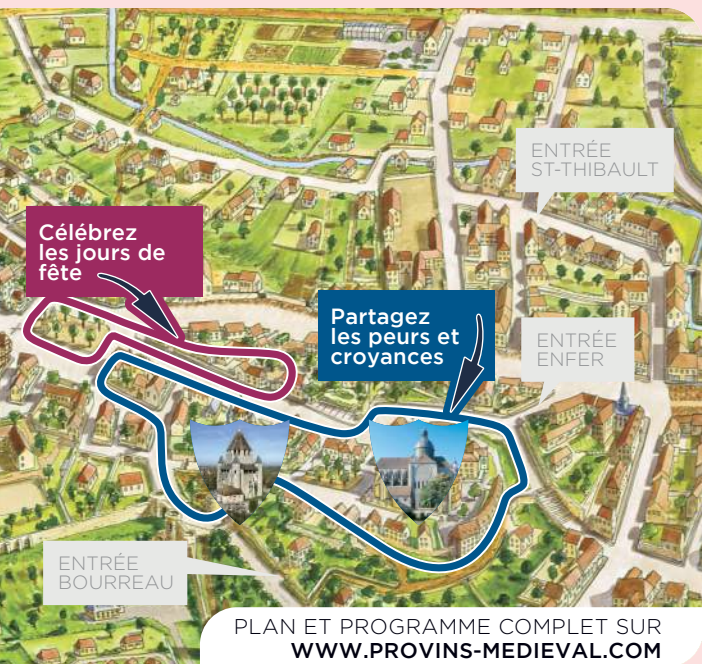 ENTRÉE
ST-THIBAULT
Célébrez
les jours de
fête
Partagez
les peurs et
croyances
ENTRÉE
ENFER
ENTRÉE
BOURREAU
PLAN ET PROGRAMME COMPLET SUR
WWW.PROVINS-MEDIEVAL.COM